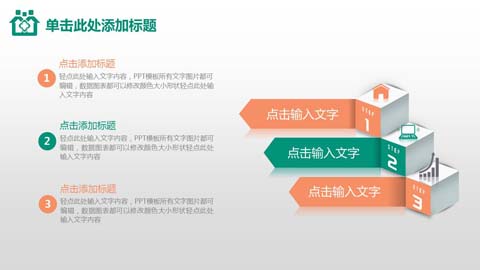 单击此处添加标题
点击添加标题
1
轻点此处输入文字内容，PPT模板所有文字图片都可
编辑，数据图表都可以修改颜色大小形状轻点此处输
入文字内容
点击添加标题
2
轻点此处输入文字内容，PPT模板所有文字图片都可
编辑，数据图表都可以修改颜色大小形状轻点此处
输入文字内容
点击添加标题
3
轻点此处输入文字内容，PPT模板所有文字图片都可
编辑，数据图表都可以修改颜色大小形状轻点此处
输入文字内容
点击输入文字
STEP
1
点击输入文字
STEP
2
点击输入文字
STEP
3